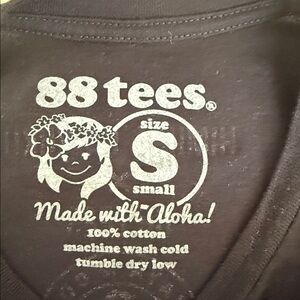 88 tees®
size
S
small
Made with Aloha!
100% cotton
machine wash cold
tumble dry low